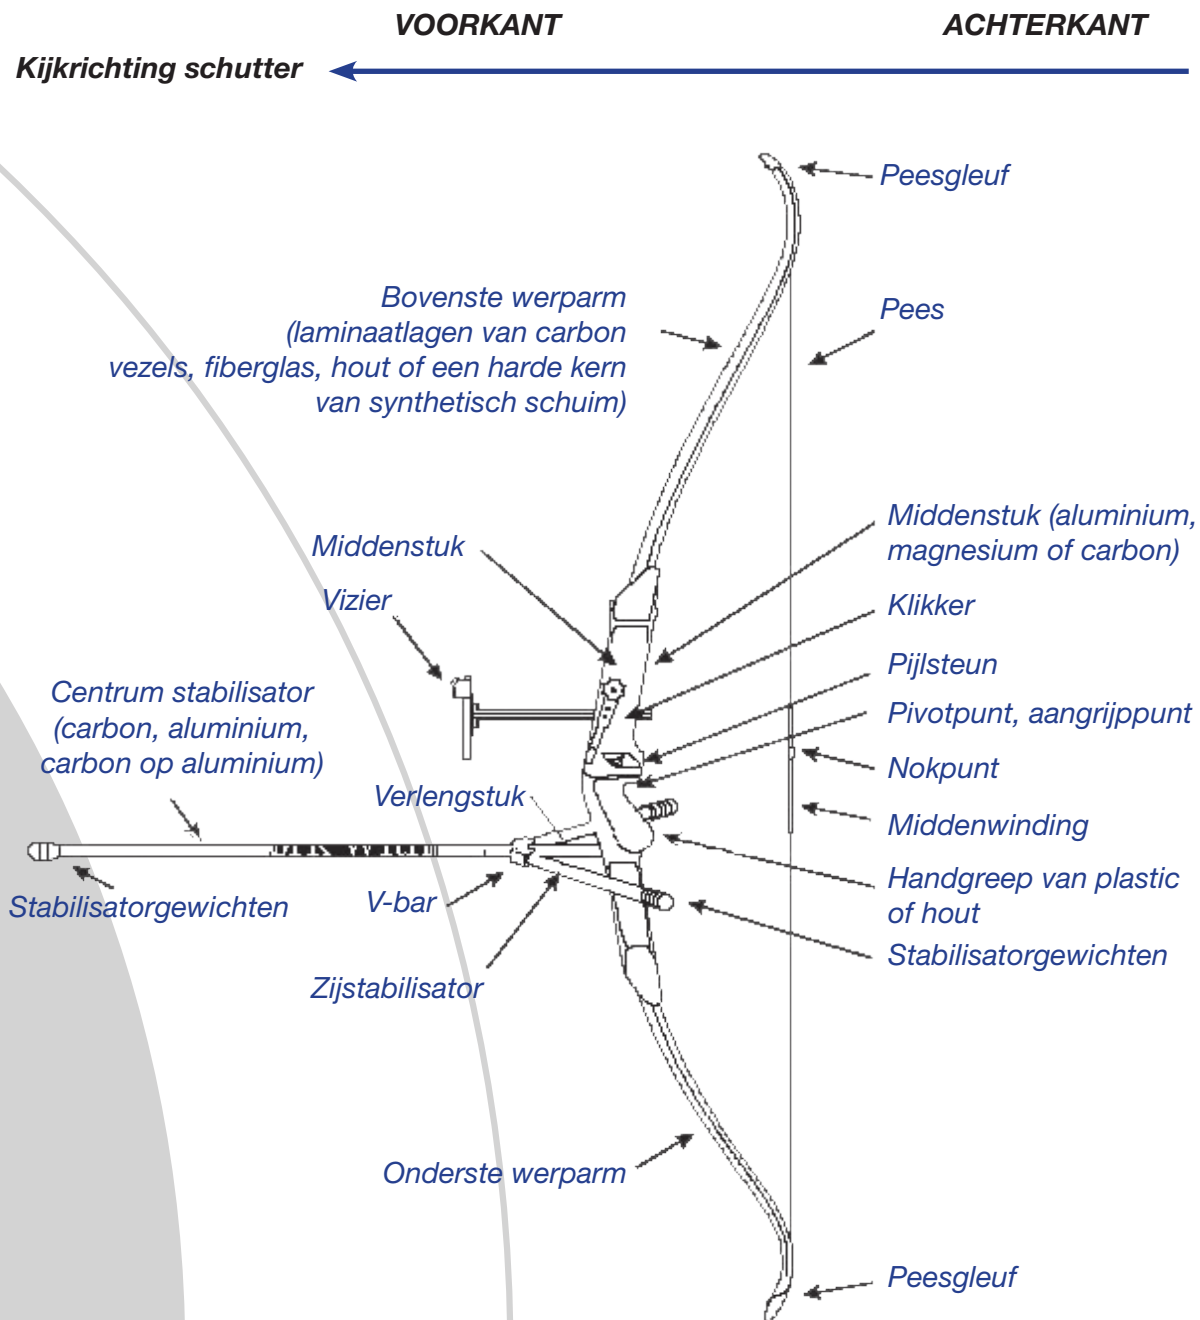 VOORKANT
ACHTERKANT
Kijkrichting schutter
Peesgleuf
Bovenste werparm
(laminaatlagen van carbon
vezels, fiberglas, hout of een harde kern
van synthetisch schuim)
Pees
Middenstuk (aluminium,
magnesium of carbon)
Middenstuk
Vizier
Klikker
Pijlsteun
Centrum stabilisator
(carbon, aluminium,
carbon op aluminium)
Pivotpunt, aangrijppunt
Nokpunt
Verlengstuk
Middenwinding
Handgreep van plastic
of hout
Stabilisatorgewichten
V-bar
Stabilisatorgewichten
Zijstabilisator
Onderste werparm
Peesgleuf